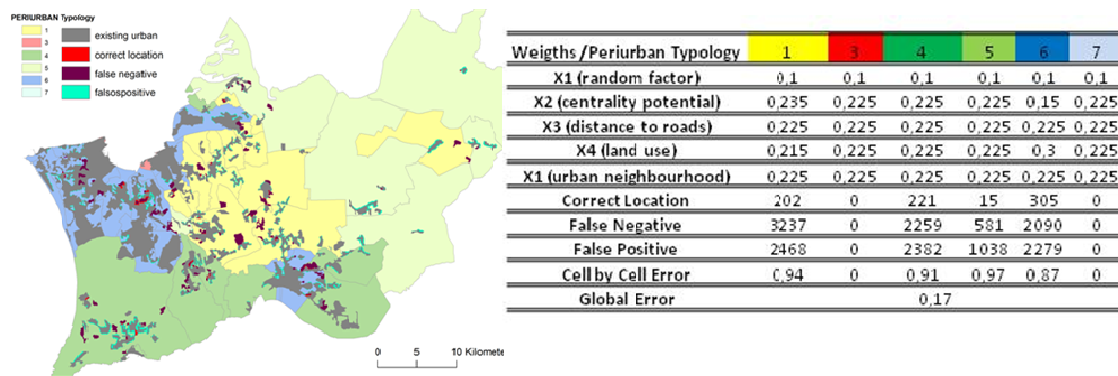 PERIURBAN Typology
1
3
4
5
6
7
existing urban
correct location
false negative
falsospositive
0 5 10 Kilomete
Weigths /Periurban Typology 1 3 4 5 6 7
X1 (random factor) 0,1 0,1 0,1 0,1 0,1 0,1
X2 (centrality potential) 0,235 0,225 0,225 0,225 0,15 0,225
X3 (distance to roads) 0,225 0,225 0,225 0,225 0,225 0,225
X4 (land use) 0,215 0,225 0,225 0,225 0,3 0,225
X1 (urban neighbourhood) 0,225 0,225 0,225 0,225 0,225 0,225
Correct Location 202 0 221 15 305 0
False Negative 3237 0 2259 581 2090 0
False Positive 2468 0 2382 1038 2279 0
Cell by Cell Error 0,94 0 0,91 0,97 0,87 0
Global Error 0,17